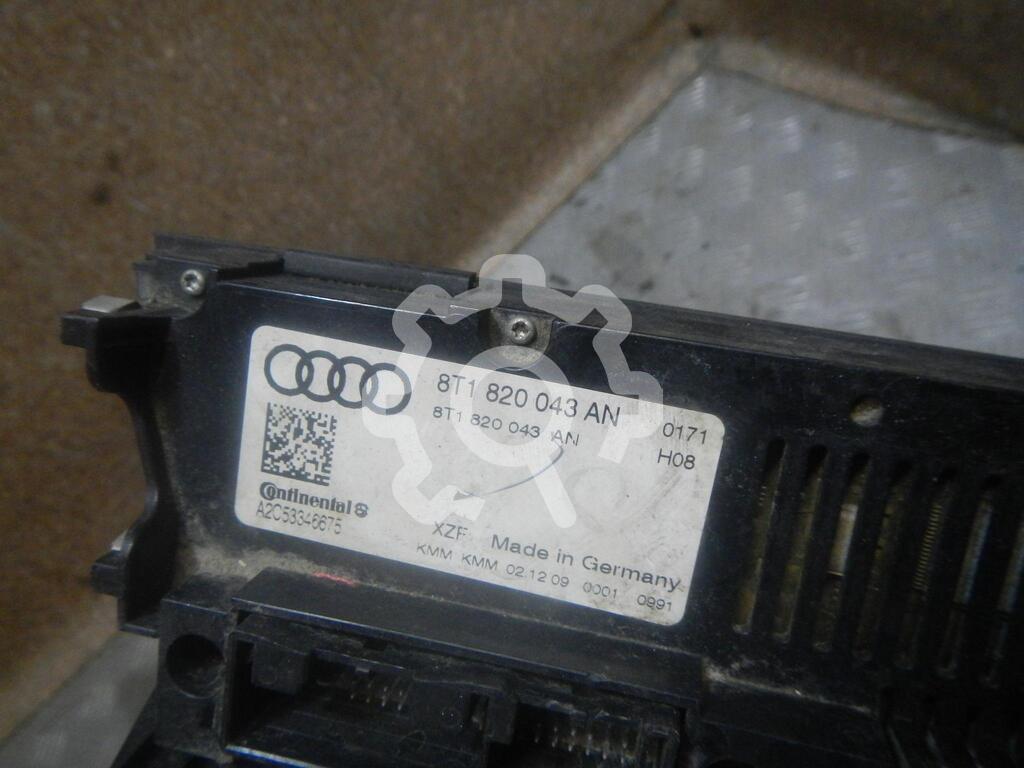 8T1 820 043 AN 0171
8T1 820 043 AN H08
Continental
A2C53346675
XZF Made in Germany
KMM KMM 02.12.09 0001 0991